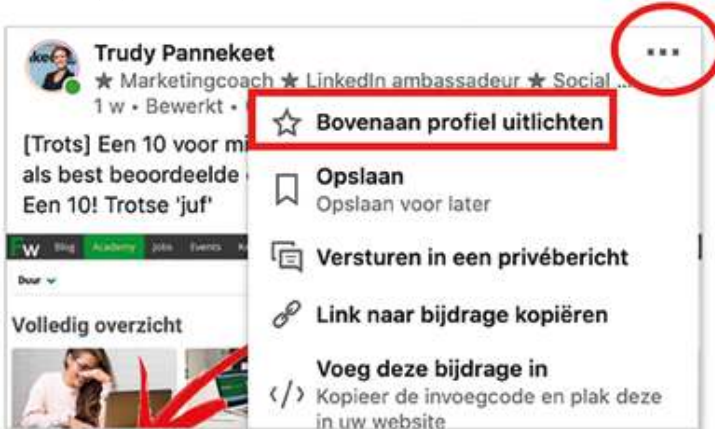 Trudy Pannekeet
★ Marketingcoach ★ LinkedIn ambassadeur ★ Social ...
1 w • Bewerkt •
[Trots] Een 10 voor mi
als best beoordeelde
Een 10! Trotse 'juf'
Bovenaan profiel uitlichten
Opslaan
Opslaan voor later
Versturen in een privébericht
Link naar bijdrage kopiëren
Voeg deze bijdrage in
Kopieer de invoegcode en plak deze
in uw website
Fw Blog Academy Jobs Events
Duur
Volledig overzicht